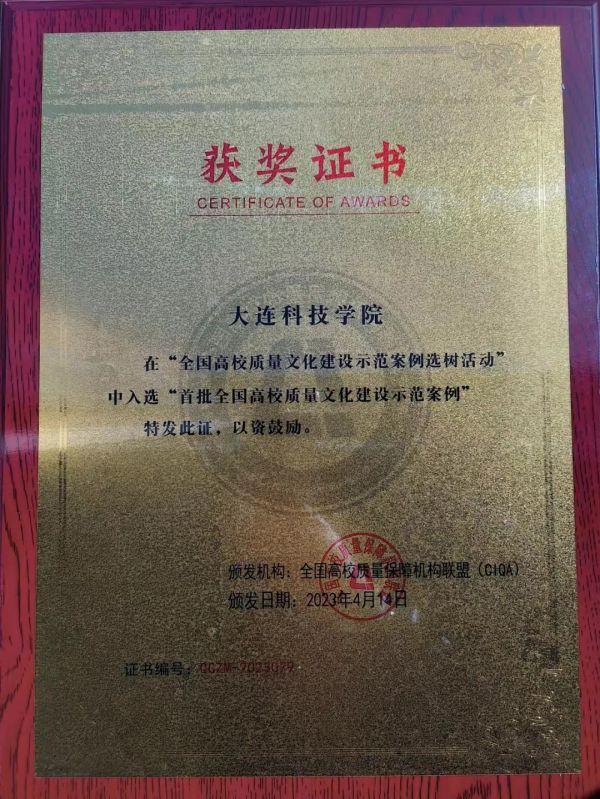 获奖证书
CERTIFICATE OF AWARDS
大连科技学院
在“全国高校质量文化建设示范案例选树活动”
中入选“首批全国高校质量文化建设示范案例”
特发此证，以资鼓励。
颁发机构：全国高校质量保障机构联盟（CIQA）
颁发日期：2023年4月14日
证书编号：